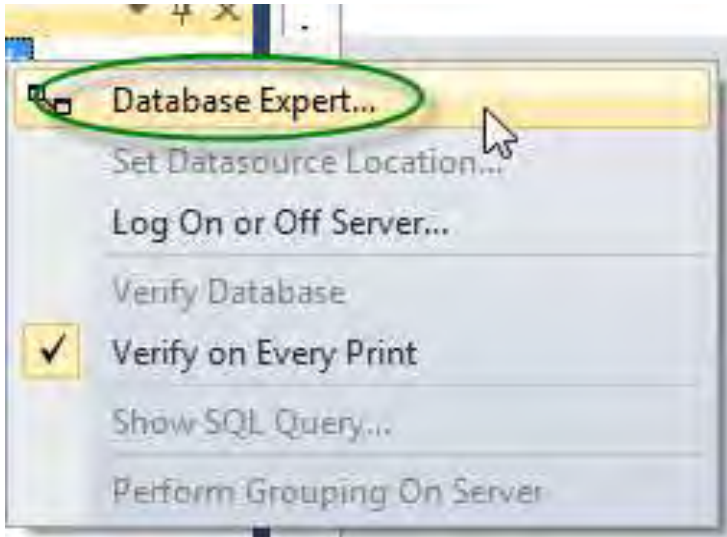 Database Expert...
Set Datasource Location...
Log On or Off Server...
Verify Database
Verify on Every Print
Show SQL Query...
Perform Grouping On Server